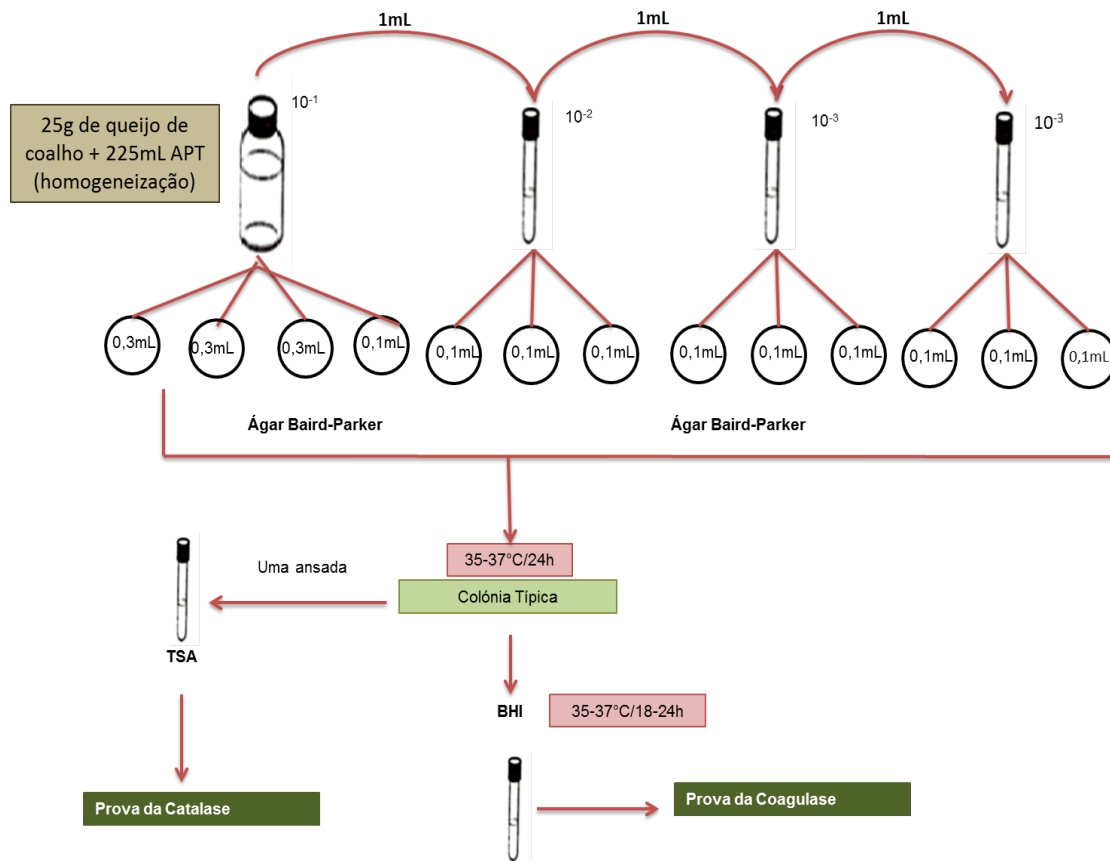 1mL
1mL
1mL
25g de queijo de
coalho + 225mL APT
(homogeneização)
10-1
10-2
10-3
10-3
0,3mL
0,3mL
0,3mL
0,1mL
0,1mL
0,1mL
0,1mL
0,1mL
0,1mL
0,1mL
0,1mL
0,1mL
0,1mL
Ágar Baird-Parker
Ágar Baird-Parker
35-37°C/24h
Uma ansada
Colónia Típica
TSA
BHI
35-37°C/18-24h
Prova da Catalase
Prova da Coagulase